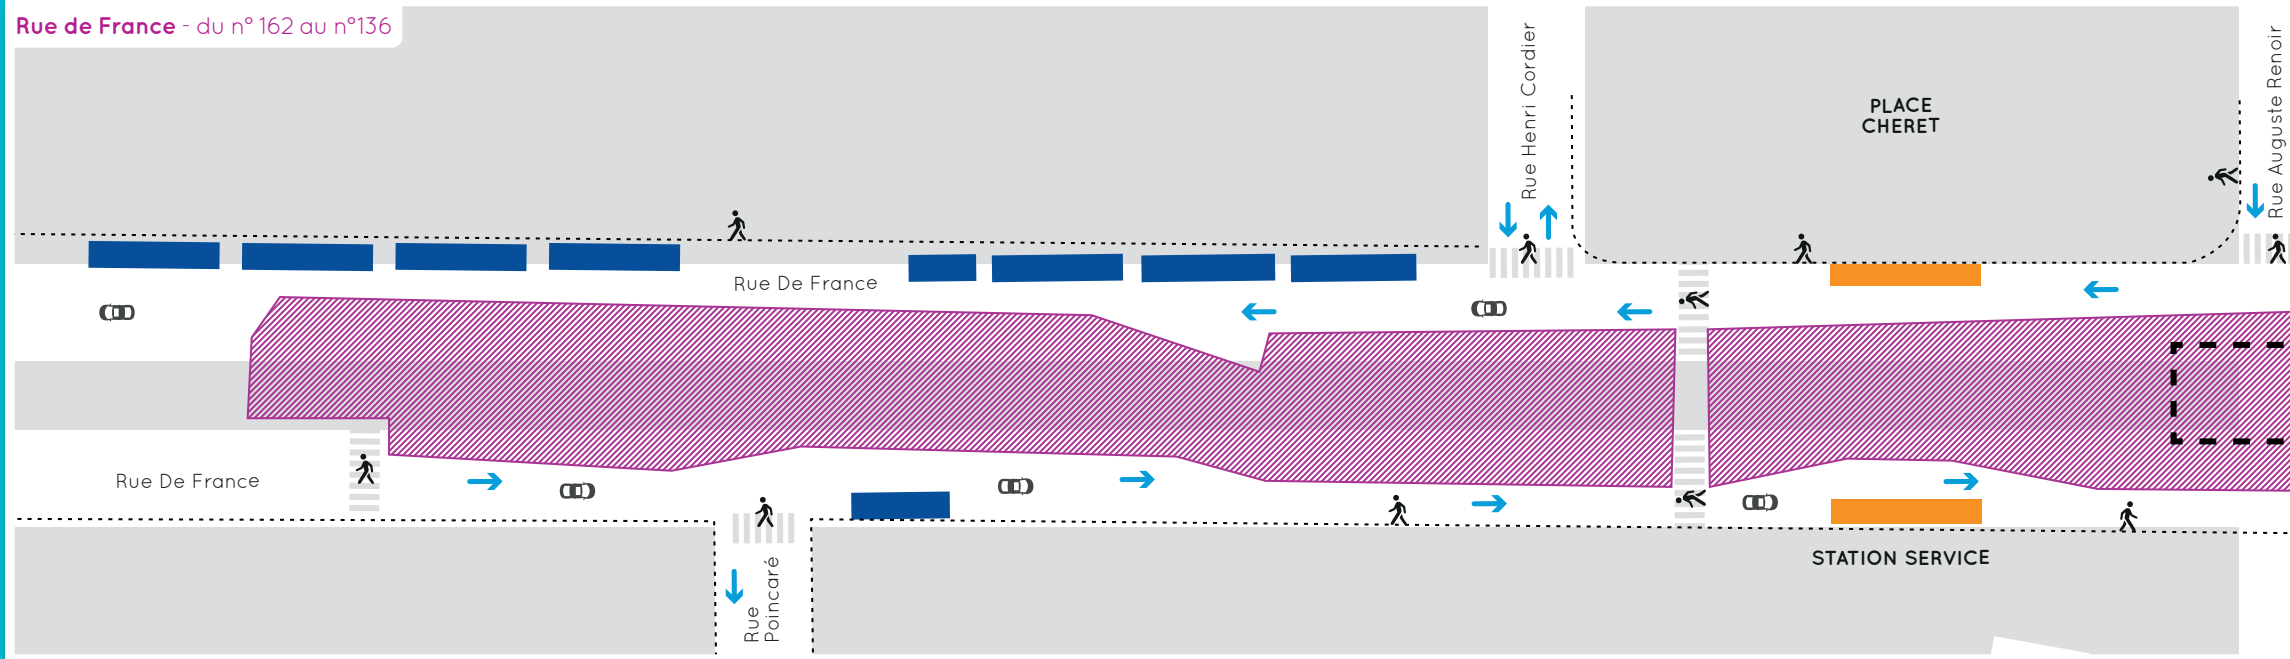 Rue de France - du n° 162 au n°136
Rue Henri Cordier
Rue Auguste Renoir
PLACE
CHERET
Rue De France
Rue De France
STATION SERVICE
Rue
Poincaré